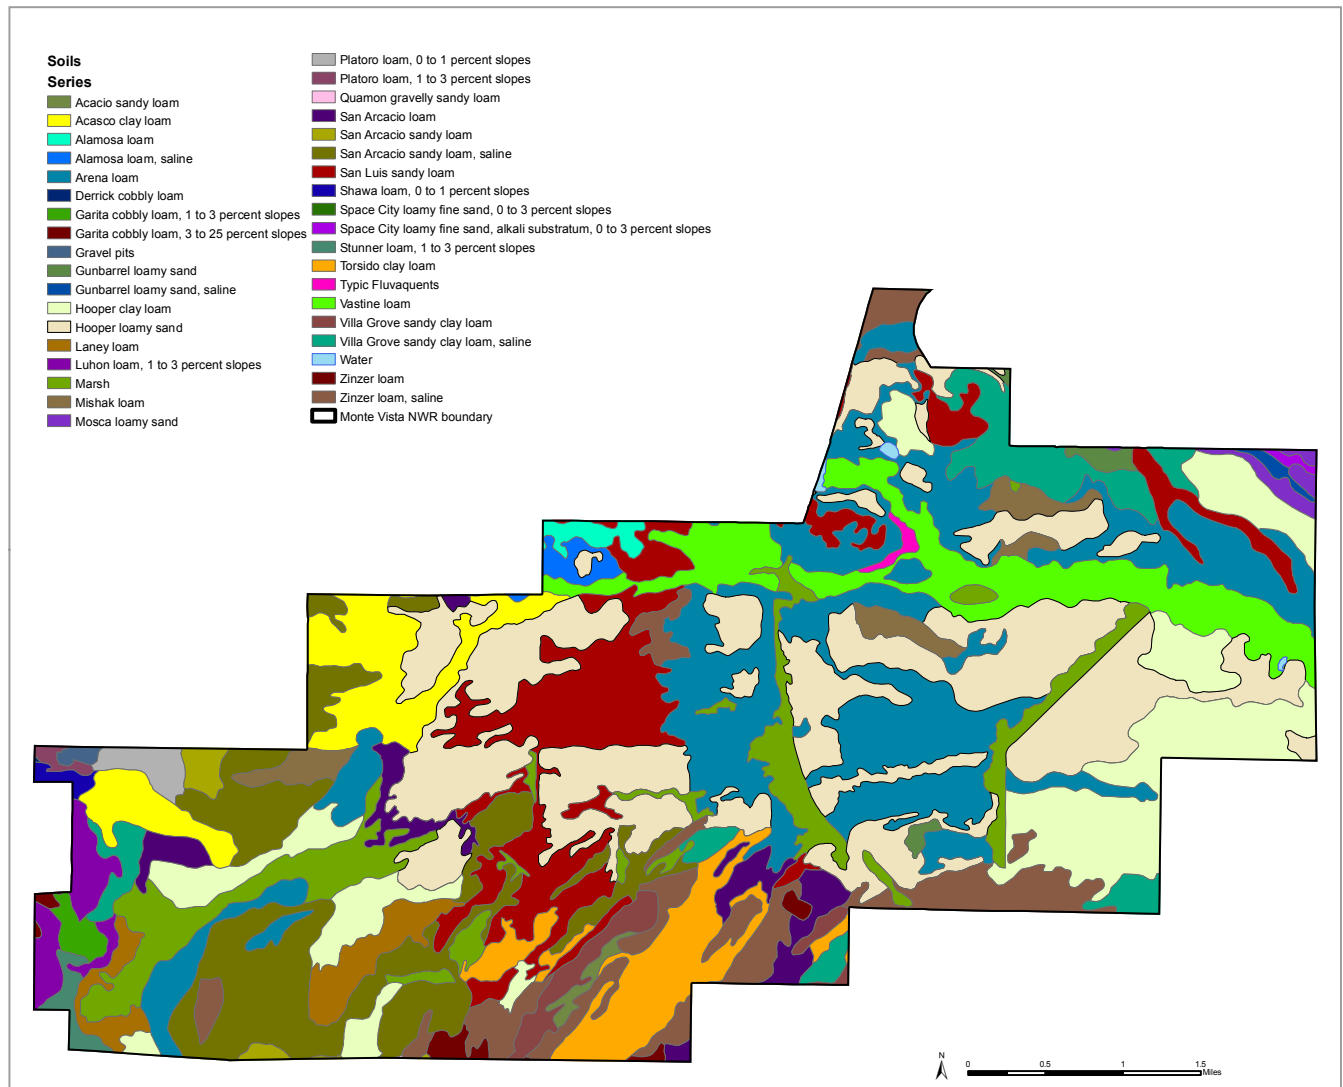 Soils
Series
Acacio sandy loam
Acasco clay loam
Alamosa loam
Alamosa loam, saline
Arena loam
Derrick cobbly loam
Garita cobbly loam, 1 to 3 percent slopes
Garita cobbly loam, 3 to 25 percent slopes
Gravel pits
Gunbarrel loamy sand
Gunbarrel loamy sand, saline
Hooper clay loam
Hooper loamy sand
Laney loam
Luhon loam, 1 to 3 percent slopes
Marsh
Mishak loam
Mosca loamy sand
Platoro loam, 0 to 1 percent slopes
Platoro loam, 1 to 3 percent slopes
Quamon gravelly sandy loam
San Arcacio loam
San Arcacio sandy loam
San Arcacio sandy loam, saline
San Luis sandy loam
Shawa loam, 0 to 1 percent slopes
Space City loamy fine sand, 0 to 3 percent slopes
Space City loamy fine sand, alkali substratum, 0 to 3 percent slopes
Stunner loam, 1 to 3 percent slopes
Torsido clay loam
Typic Fluvaquents
Vastine loam
Villa Grove sandy clay loam
Villa Grove sandy clay loam, saline
Water
Zinzer loam
Zinzer loam, saline
Monte Vista NWR boundary
N
0 0.5 1 1.5
Miles